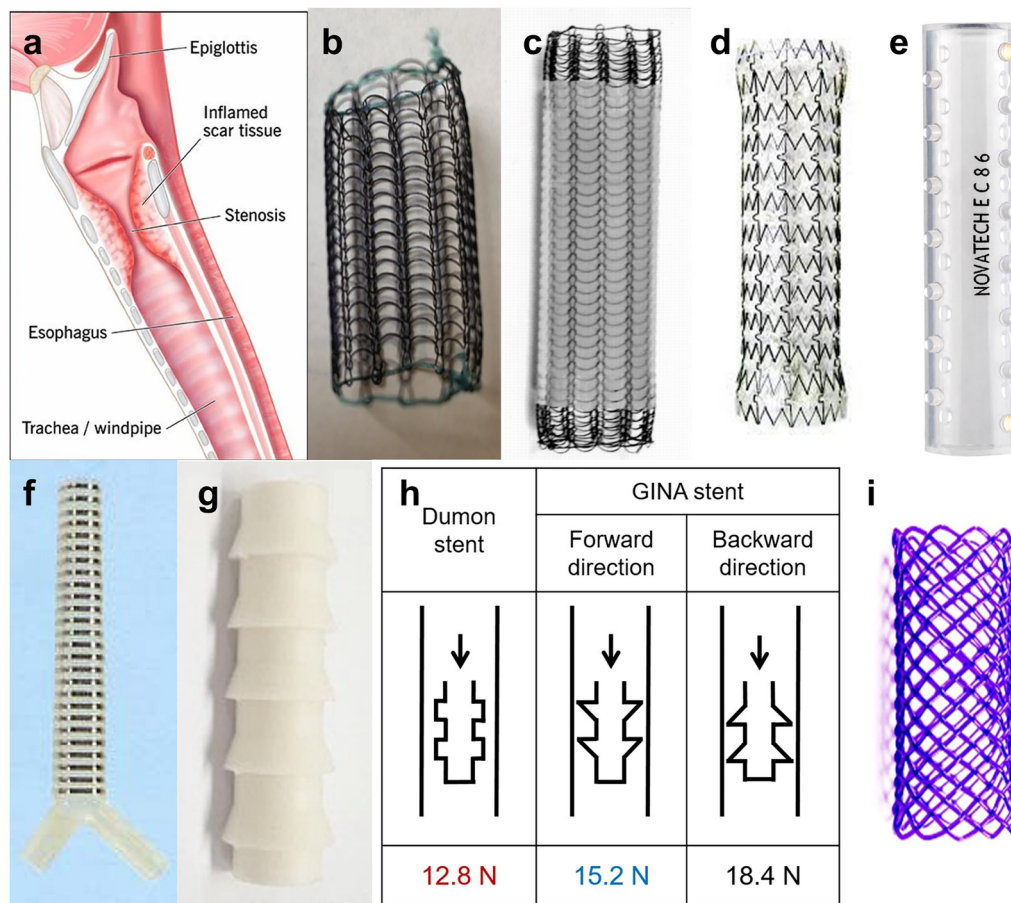 a
Epiglottis
Inflamed
scar tissue
Stenosis
Esophagus
Trachea / windpipe
b
c
d
e
NOVATECH E C 8 6
f
g
h
Dumon
stent
GINA stent
Forward
direction
Backward
direction
12.8 N
15.2 N
18.4 N
i